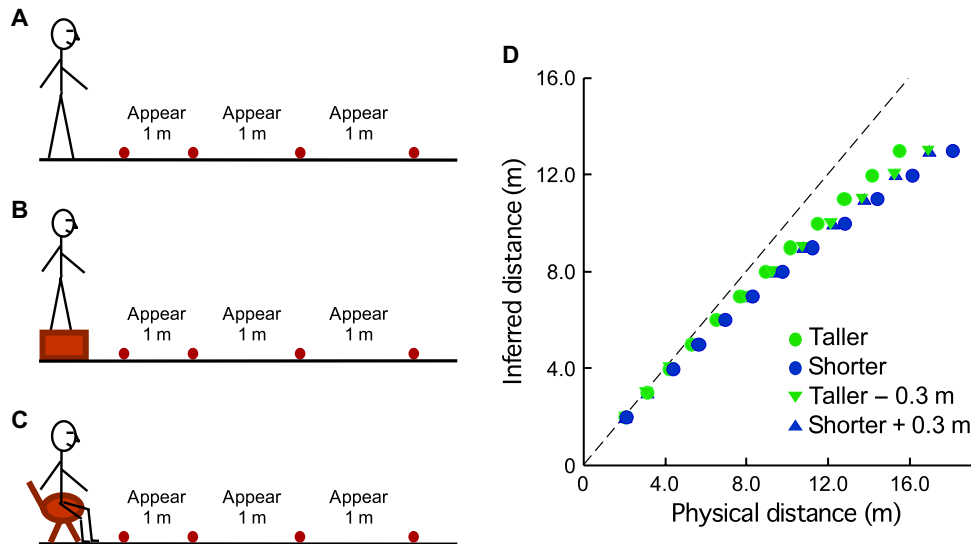 A
Appear
1 m
Appear
1 m
Appear
1 m
B
Appear
1 m
Appear
1 m
Appear
1 m
C
Appear
1 m
Appear
1 m
Appear
1 m
D
16.0
12.0
8.0
4.0
0
Inferred distance (m)
Taller
Shorter
Taller – 0.3 m
Shorter + 0.3 m
0 4.0 8.0 12.0 16.0
Physical distance (m)